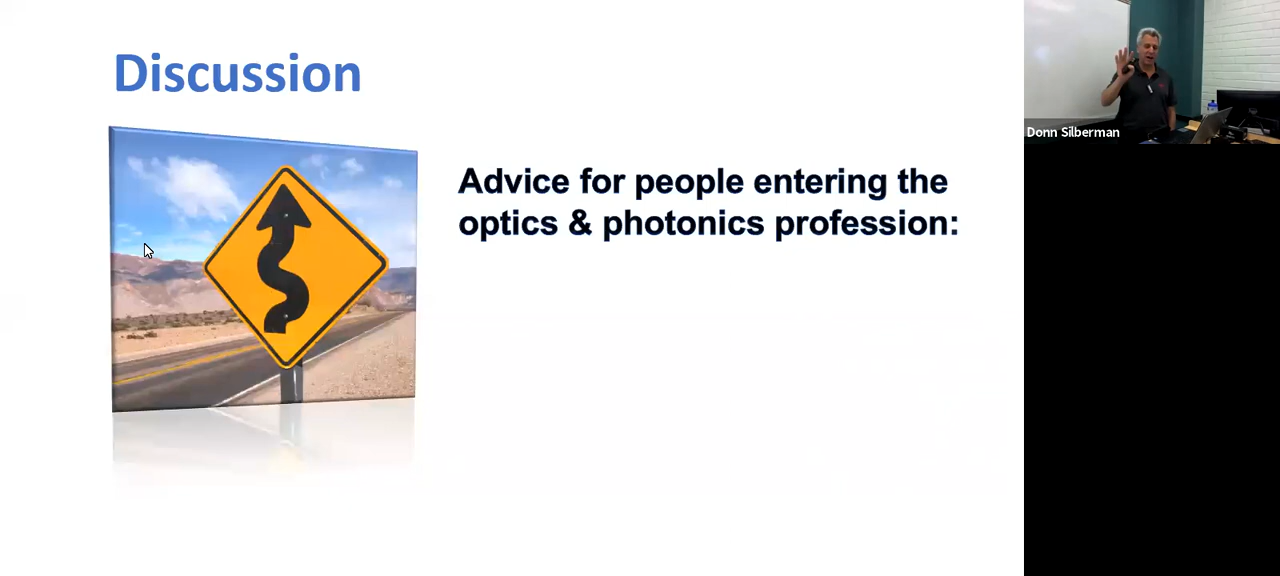 Discussion
Advice for people entering the
optics & photonics profession:
Donn Silberman